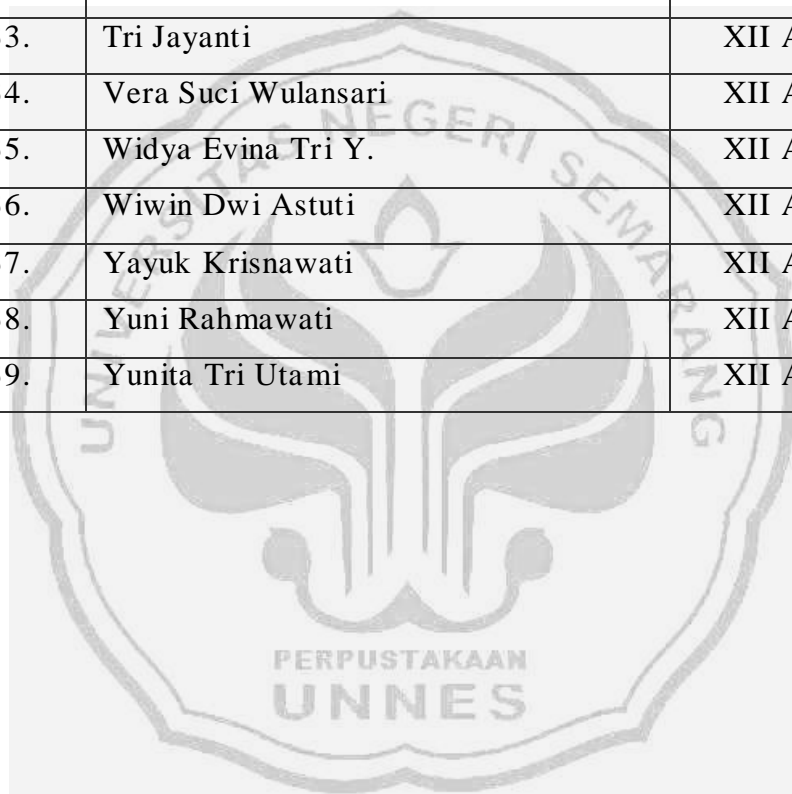 3. Tri Jayanti XII A
4. Vera Suci Wulansari XII A
5. Widya Evina Tri Y. XII A
6. Wiwin Dwi Astuti XII A
7. Yayuk Krisnawati XII A
8. Yuni Rahmawati XII A
9. Yunita Tri Utami XII A
UNIVERSITAS NEGERI SEMARANG
PERPUSTAKAAN
UNNES